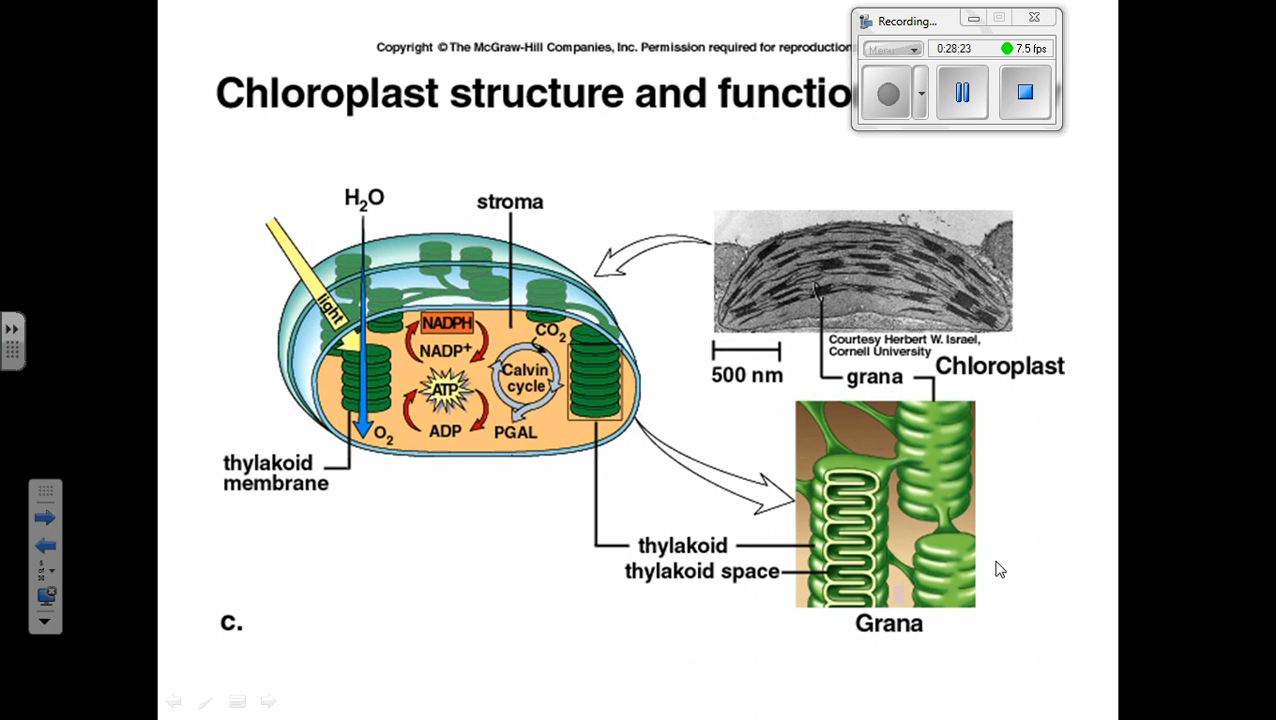 Recording...
Menu
0:28:23
7.5 fps
Copyright © The McGraw-Hill Companies, Inc. Permission required for reproduction
Chloroplast structure and functio
H2O
stroma
light
NADPH
NADP+
CO2
Calvin
cycle
ATP
ADP
PGAL
O2
thylakoid
membrane
500 nm
Courtesy Herbert W. Israel,
Cornell University
Chloroplast
grana
thylakoid
thylakoid space
Grana
c.